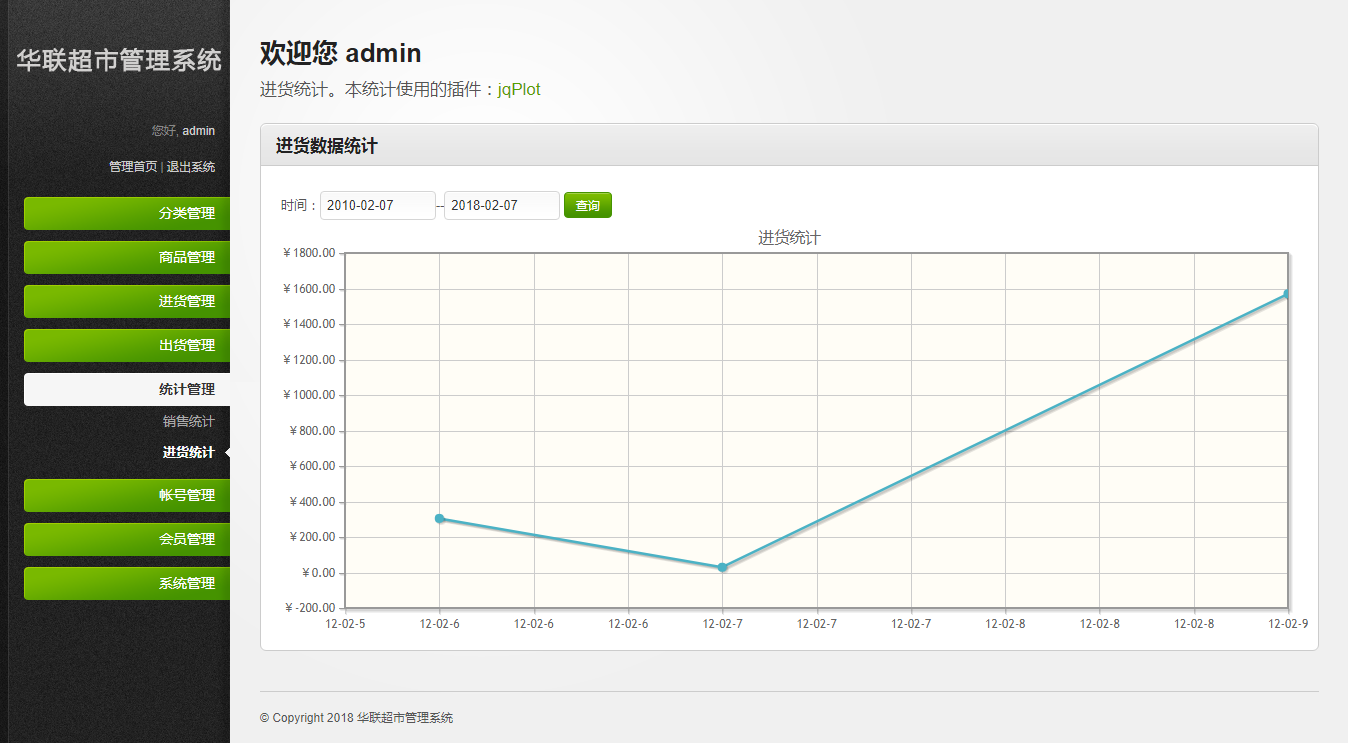 华联超市管理系统
您好, admin
管理首页 | 退出系统
分类管理
商品管理
进货管理
出货管理
统计管理
销售统计
进货统计
帐号管理
会员管理
系统管理
欢迎您 admin
进货统计。本统计使用的插件：jqPlot
进货数据统计
时间：2010-02-07--2018-02-07 查询
进货统计
￥1800.00
￥1600.00
￥1400.00
￥1200.00
￥1000.00
￥800.00
￥600.00
￥400.00
￥200.00
￥0.00
￥-200.00
12-02-5 12-02-6 12-02-6 12-02-6 12-02-7 12-02-7 12-02-7 12-02-8 12-02-8 12-02-8 12-02-9
© Copyright 2018 华联超市管理系统